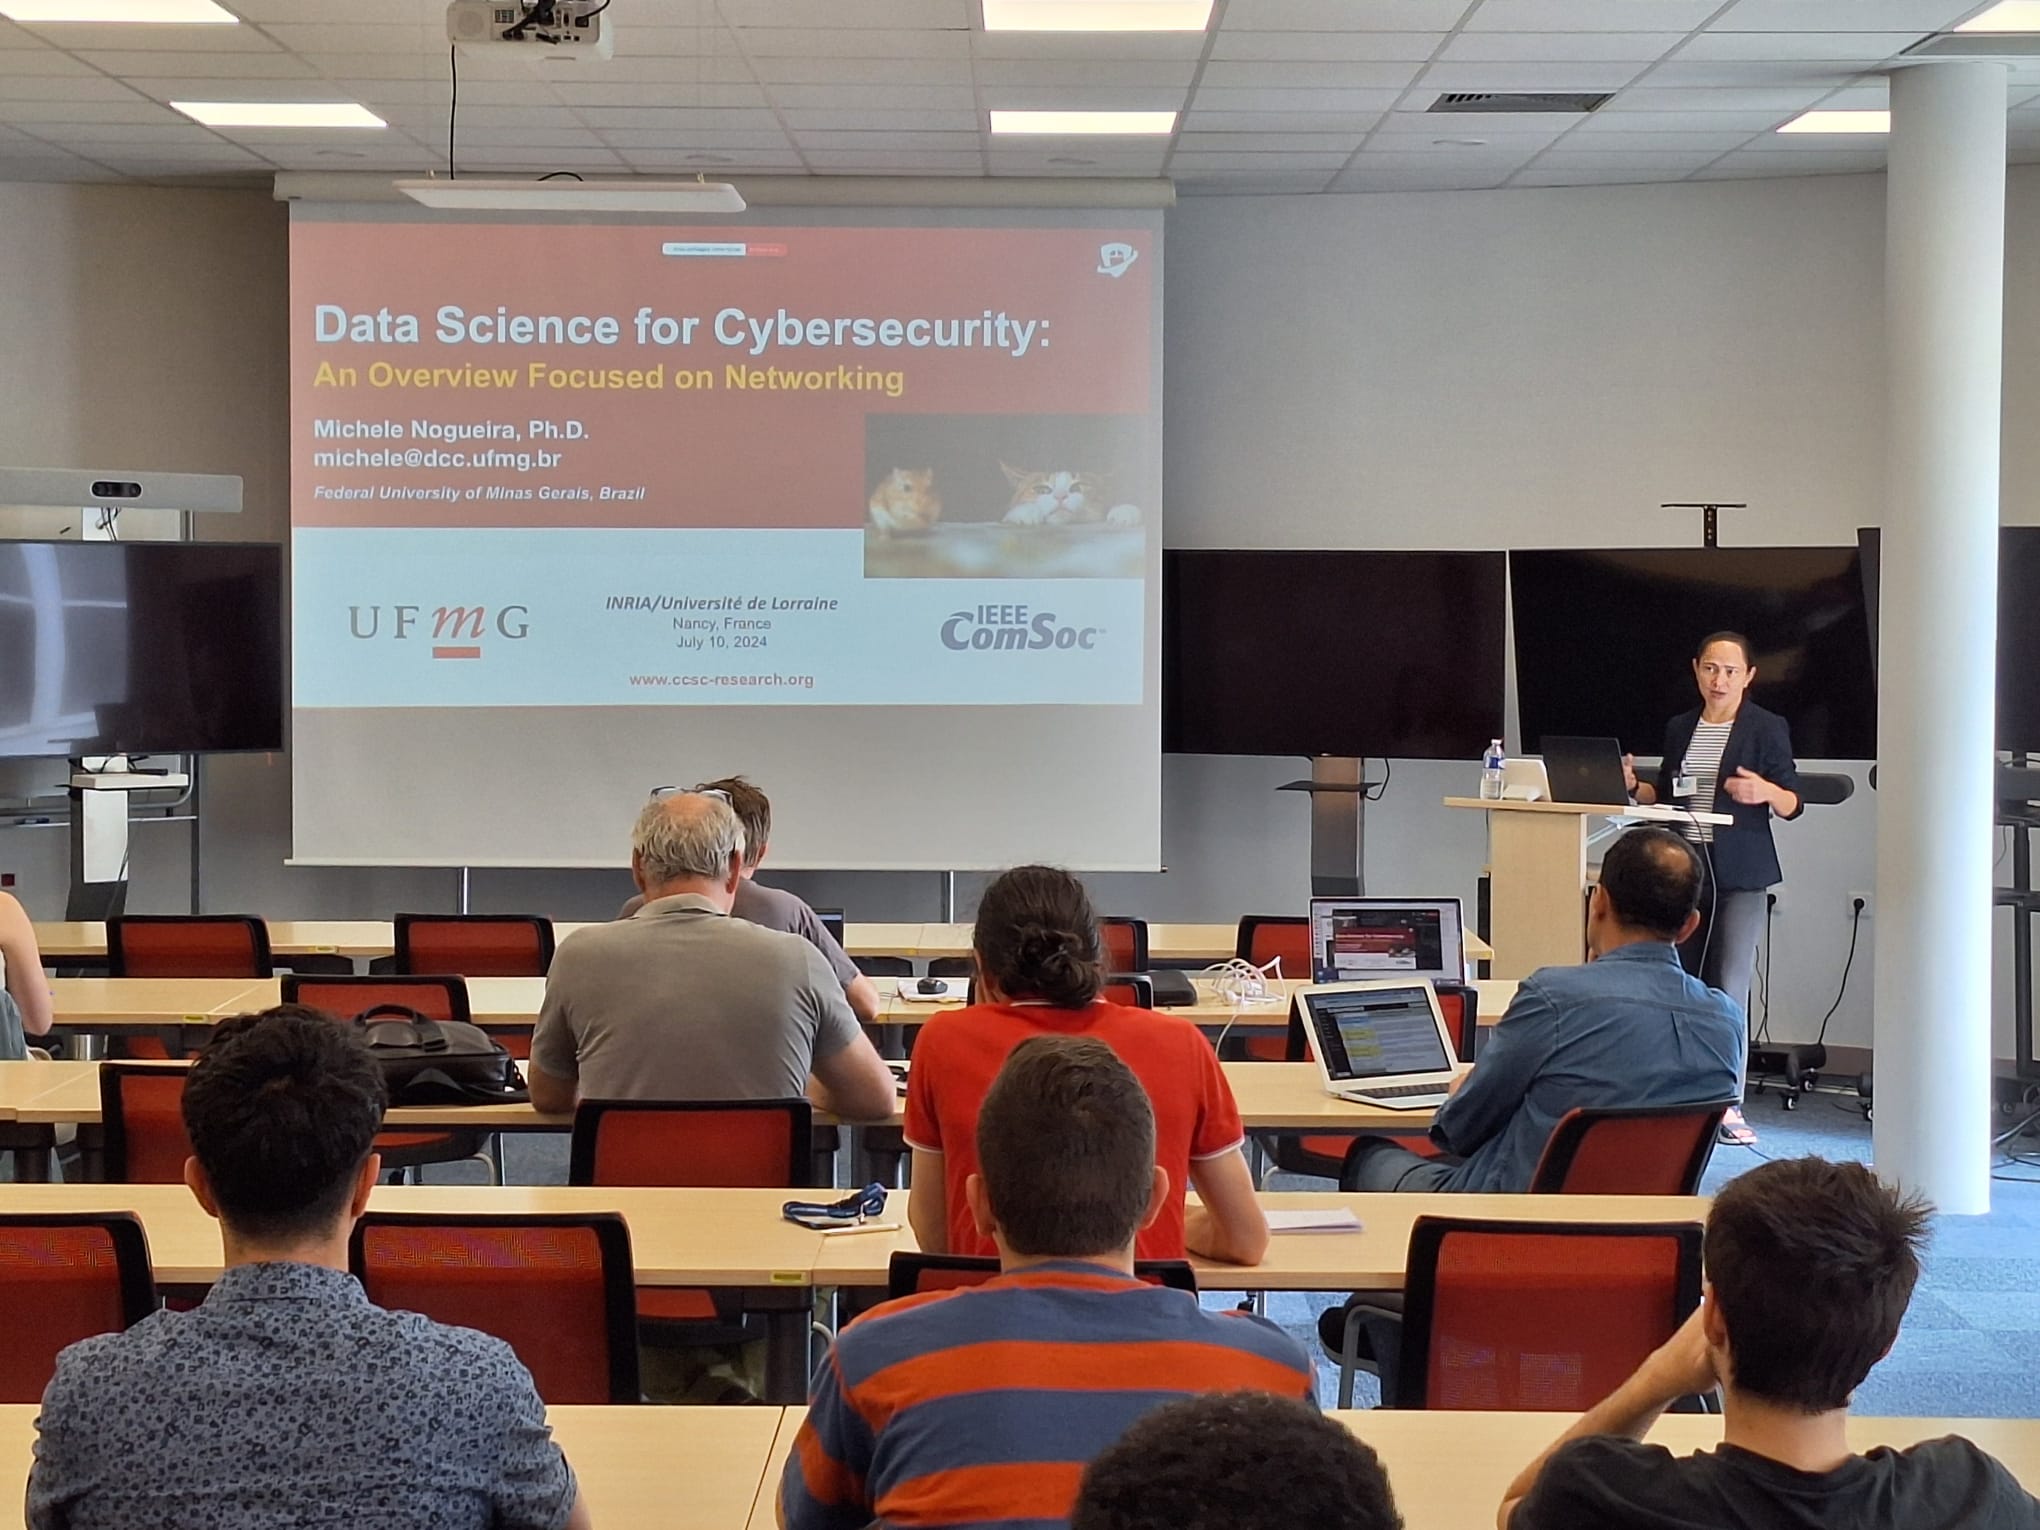 Data Science for Cybersecurity:
An Overview Focused on Networking
Michele Nogueira, Ph.D.
michele@dcc.ufmg.br
Federal University of Minas Gerais, Brazil
UFmG
INRIA/Université de Lorraine
Nancy, France
July 10, 2024
www.ccsc-research.org
IEEE
ComSoc